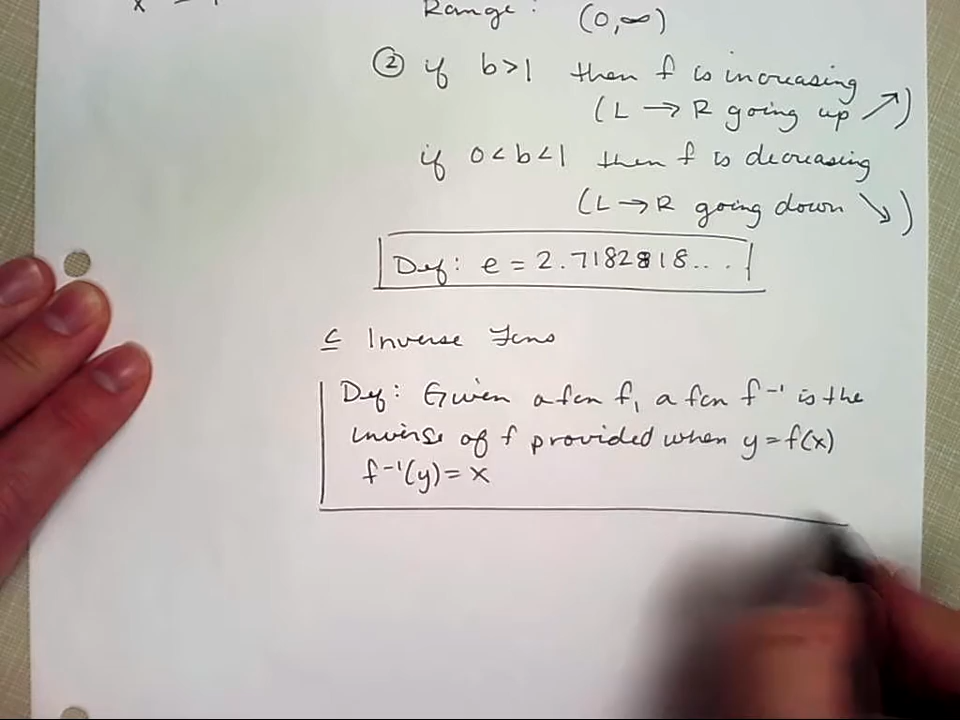 Range: (0,∞)
② if b>1 then f is increasing
(L → R going up ↗)
if 0<b<1 then f is decreasing
(L → R going down ↘)
Def: e = 2.7182818...
C Inverse Fcns
Def: Given a fcn f, a fcn f⁻¹ is the
inverse of f provided when y=f(x)
f⁻¹(y)=x